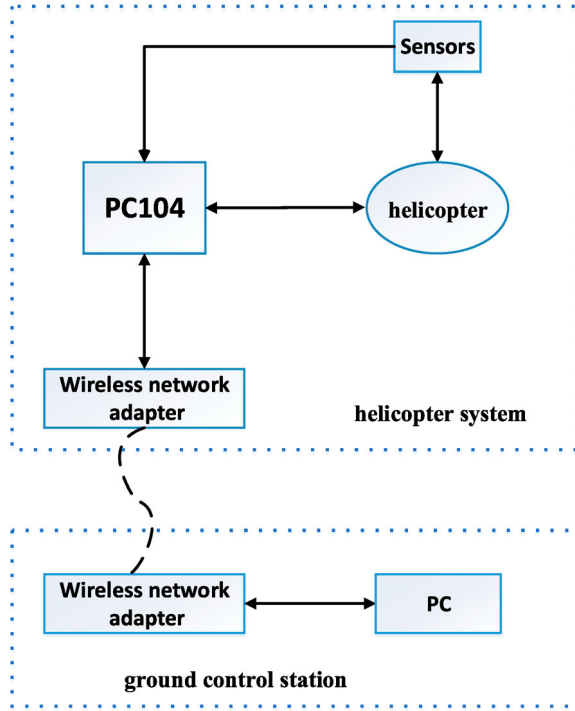 Sensors
PC104
helicopter
Wireless network
adapter
helicopter system
Wireless network
adapter
PC
ground control station